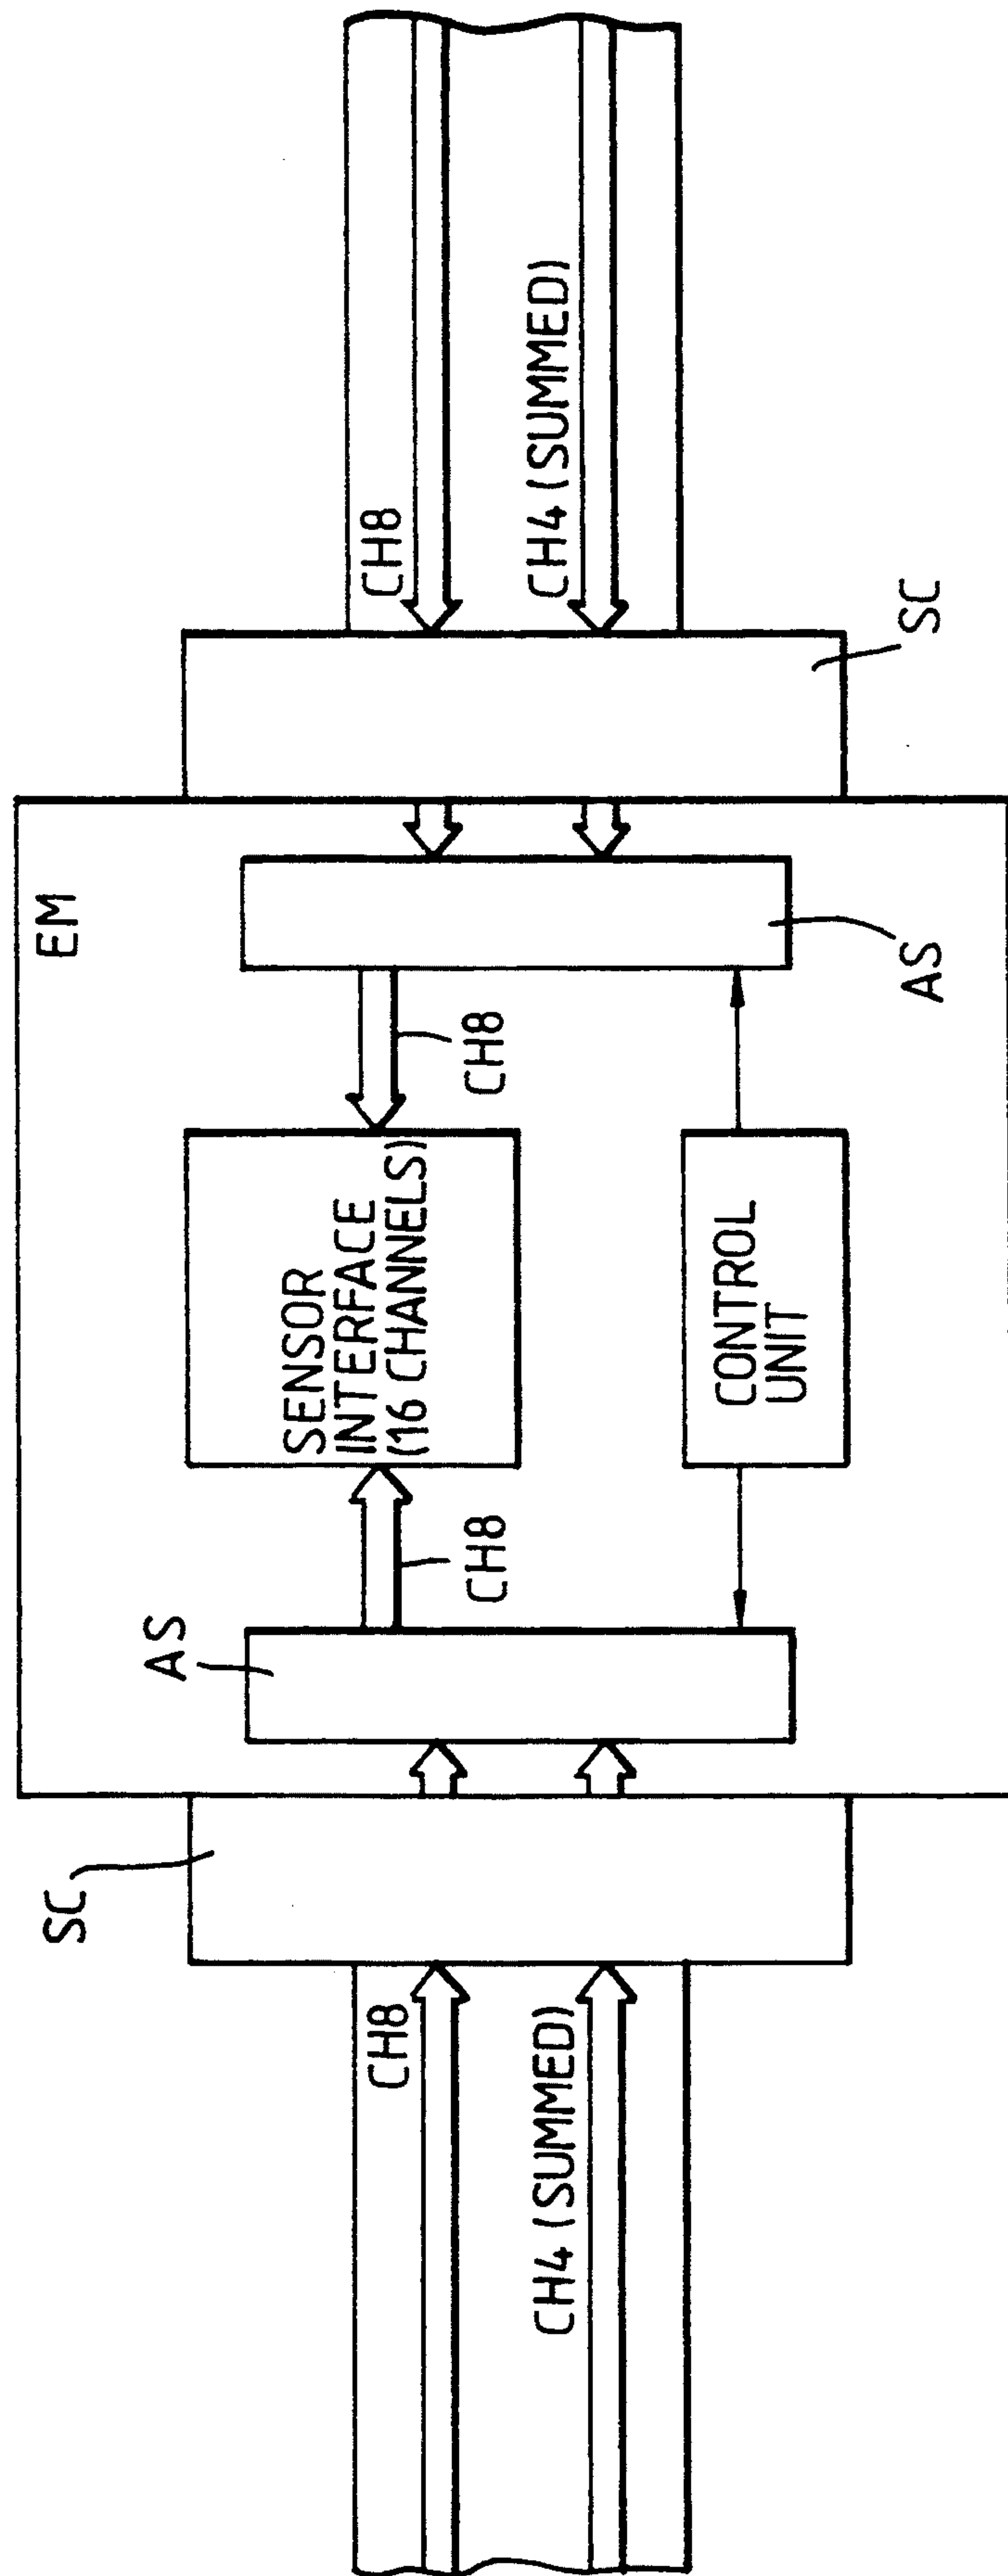 SC
AS
EM
CH8
CH4 (SUMMED)
CH8
SENSOR
INTERFACE
(16 CHANNELS)
CONTROL
UNIT
CH8
AS
SC
CH8
CH4 (SUMMED)